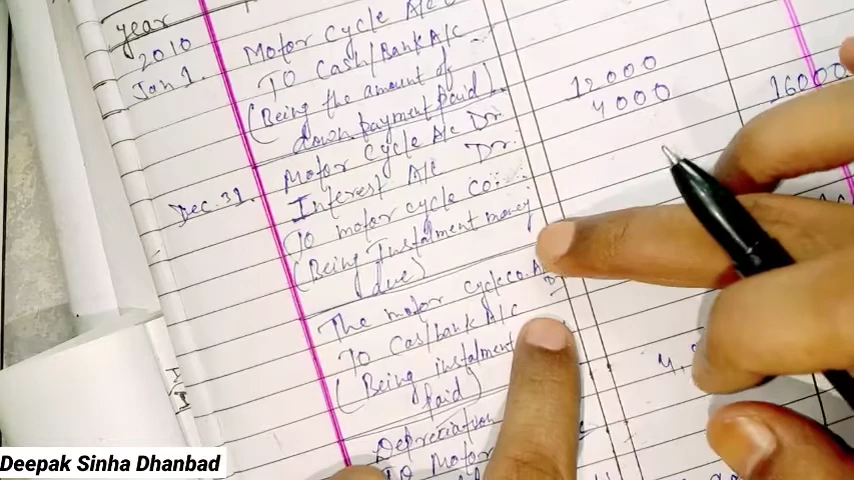 year
2010
Jan 1. Motor Cycle A/c D
TO Cash/Bank A/C
(Being the amount of
down payment paid)
Motor Cycle A/c Dr. 12000
Dec. 31. Interest A/c Dr. 4000
TO motor cycle co. 16000
(Being Instalment money
due)
The motor cycle co. A
TO Cas/bank A/C
(Being instalment
paid)
Depreciation
TO Motor
Deepak Sinha Dhanbad